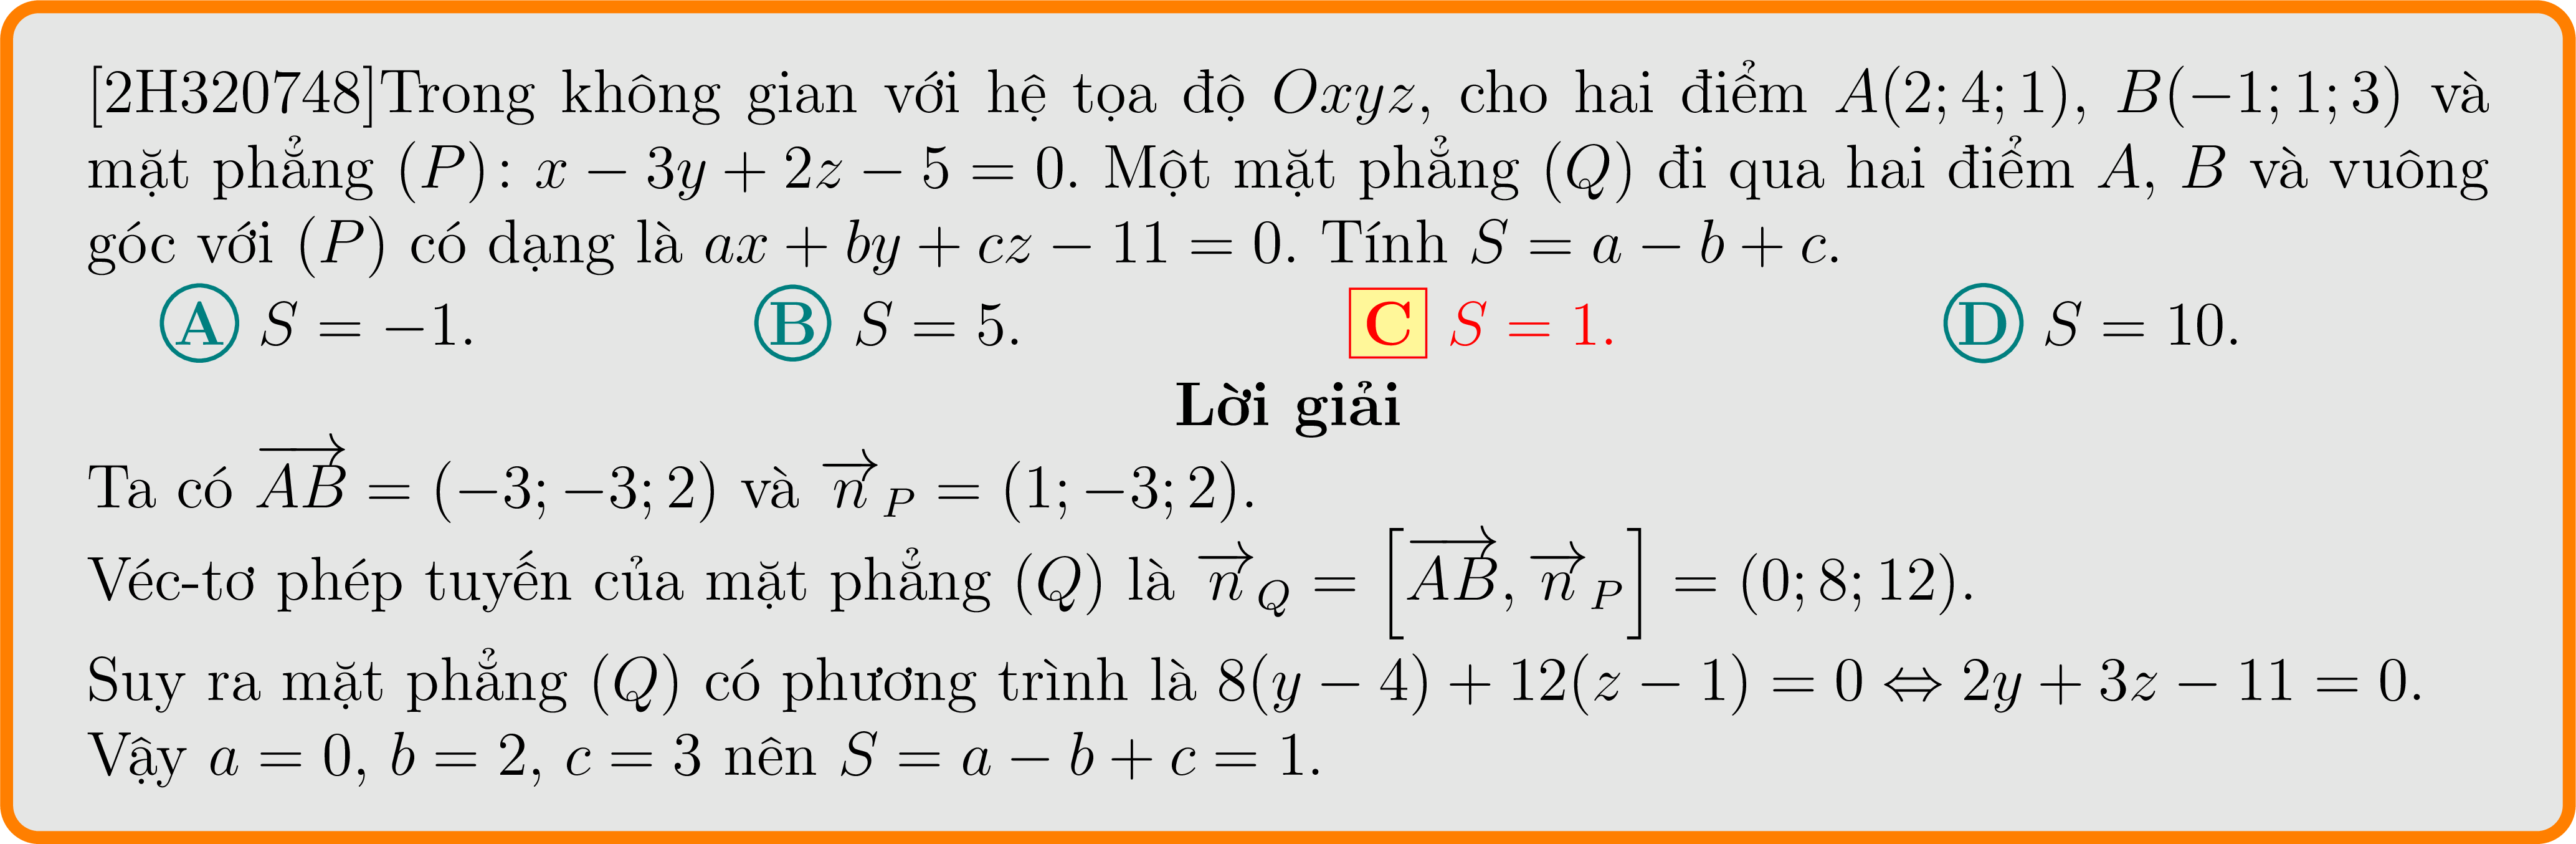 [2H320748]Trong không gian với hệ tọa độ Oxyz, cho hai điểm A(2; 4; 1), B(−1; 1; 3) và
mặt phẳng (P): x − 3y + 2z − 5 = 0. Một mặt phẳng (Q) đi qua hai điểm A, B và vuông
góc với (P) có dạng là ax + by + cz − 11 = 0. Tính S = a − b + c.
A S = −1. B S = 5. C S = 1. D S = 10.
Lời giải
Ta có \overrightarrow{AB} = (−3; −3; 2) và \overrightarrow{n}_P = (1; −3; 2).
Véc-tơ phép tuyến của mặt phẳng (Q) là \overrightarrow{n}_Q = [\overrightarrow{AB}, \overrightarrow{n}_P] = (0; 8; 12).
Suy ra mặt phẳng (Q) có phương trình là 8(y − 4) + 12(z − 1) = 0 ⇔ 2y + 3z − 11 = 0.
Vậy a = 0, b = 2, c = 3 nên S = a − b + c = 1.